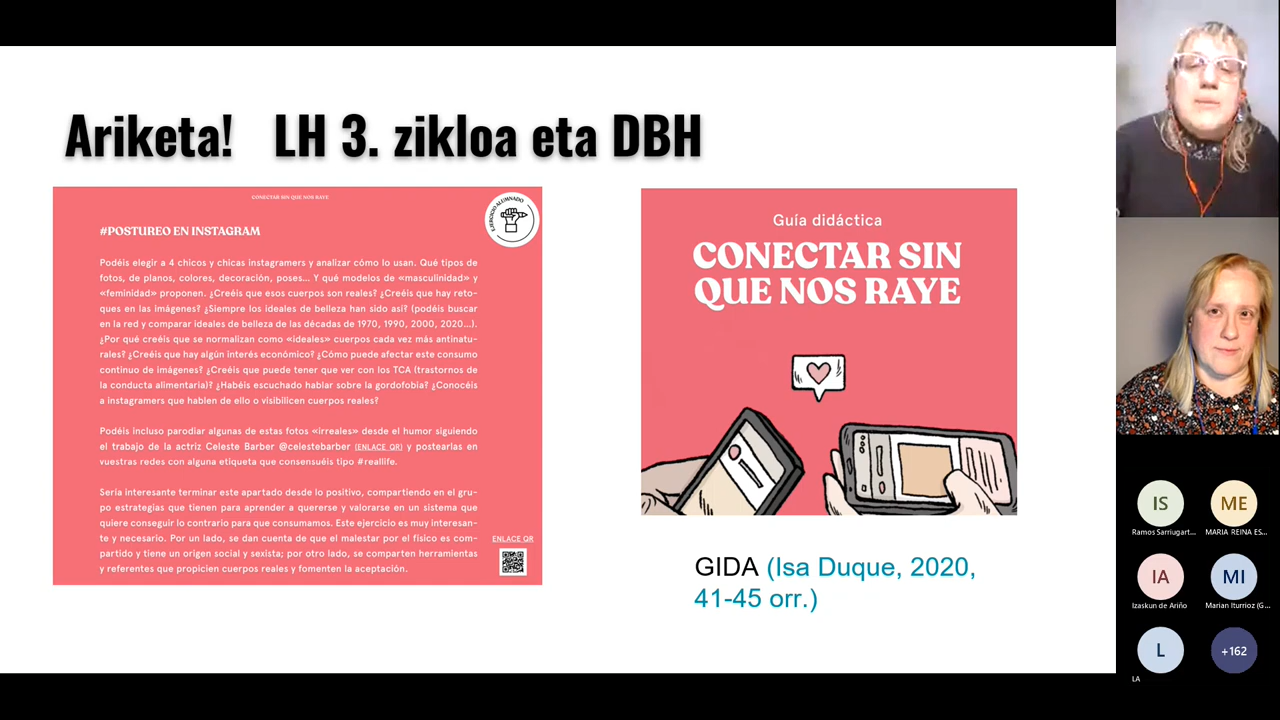 Ariketa! LH 3. zikloa eta DBH
CONECTAR SIN QUE NOS RAYE
EJERCICIO ALUMNADO
#POSTUREO EN INSTAGRAM
Podéis elegir a 4 chicos y chicas instagramers y analizar cómo lo usan. Qué tipos de
fotos, de planos, colores, decoración, poses... Y qué modelos de «masculinidad» y
«feminidad» proponen. ¿Creéis que esos cuerpos son reales? ¿Creéis que hay reto-
ques en las imágenes? ¿Siempre los ideales de belleza han sido así? (podéis buscar
en la red y comparar ideales de belleza de las décadas de 1970, 1990, 2000, 2020...).
¿Por qué creéis que se normalizan como «ideales» cuerpos cada vez más antinatu-
rales? ¿Creéis que hay algún interés económico? ¿Cómo puede afectar este consumo
continuo de imágenes? ¿Creéis que puede tener que ver con los TCA (trastornos de
la conducta alimentaria)? ¿Habéis escuchado hablar sobre la gordofobia? ¿Conocéis
a instagramers que hablen de ello o visibilicen cuerpos reales?
Podéis incluso parodiar algunas de estas fotos «irreales» desde el humor siguiendo
el trabajo de la actriz Celeste Barber @celestebarber (ENLACE QR) y postearlas en
vuestras redes con alguna etiqueta que consensuéis tipo #reallife.
Sería interesante terminar este apartado desde lo positivo, compartiendo en el gru-
po estrategias que tienen para aprender a quererse y valorarse en un sistema que
quiere conseguir lo contrario para que consumamos. Este ejercicio es muy interesan-
te y necesario. Por un lado, se dan cuenta de que el malestar por el físico es com-
partido y tiene un origen social y sexista; por otro lado, se comparten herramientas
y referentes que propicien cuerpos reales y fomenten la aceptación.
ENLACE QR
Guía didáctica
CONECTAR SIN
QUE NOS RAYE
GIDA (Isa Duque, 2020,
41-45 orr.)
IS
Ramos Sarriugart...
ME
MARIA REINA ES...
IA
Izaskun de Ariño
MI
Marian Iturrioz (G...
L
LA
+162